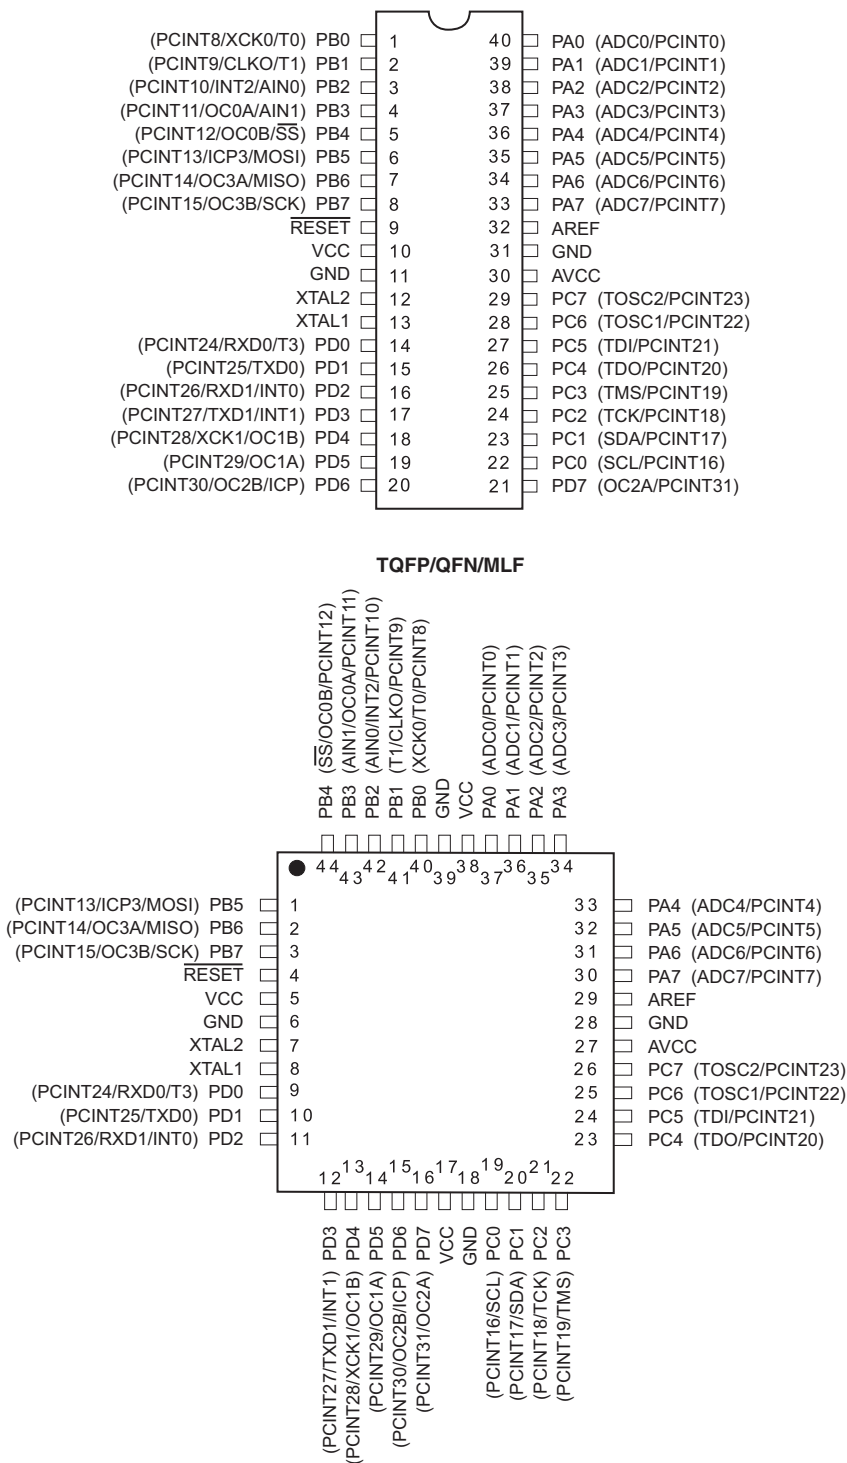 (PCINT8/XCK0/T0) PB0 1 40 PA0 (ADC0/PCINT0)
(PCINT9/CLKO/T1) PB1 2 39 PA1 (ADC1/PCINT1)
(PCINT10/INT2/AIN0) PB2 3 38 PA2 (ADC2/PCINT2)
(PCINT11/OC0A/AIN1) PB3 4 37 PA3 (ADC3/PCINT3)
(PCINT12/OC0B/S̅S̅) PB4 5 36 PA4 (ADC4/PCINT4)
(PCINT13/ICP3/MOSI) PB5 6 35 PA5 (ADC5/PCINT5)
(PCINT14/OC3A/MISO) PB6 7 34 PA6 (ADC6/PCINT6)
(PCINT15/OC3B/SCK) PB7 8 33 PA7 (ADC7/PCINT7)
R̅E̅S̅E̅T̅ 9 32 AREF
VCC 10 31 GND
GND 11 30 AVCC
XTAL2 12 29 PC7 (TOSC2/PCINT23)
XTAL1 13 28 PC6 (TOSC1/PCINT22)
(PCINT24/RXD0/T3) PD0 14 27 PC5 (TDI/PCINT21)
(PCINT25/TXD0) PD1 15 26 PC4 (TDO/PCINT20)
(PCINT26/RXD1/INT0) PD2 16 25 PC3 (TMS/PCINT19)
(PCINT27/TXD1/INT1) PD3 17 24 PC2 (TCK/PCINT18)
(PCINT28/XCK1/OC1B) PD4 18 23 PC1 (SDA/PCINT17)
(PCINT29/OC1A) PD5 19 22 PC0 (SCL/PCINT16)
(PCINT30/OC2B/ICP) PD6 20 21 PD7 (OC2A/PCINT31)
TQFP/QFN/MLF
PB4 (S̅S̅/OC0B/PCINT12)
PB3 (AIN1/OC0A/PCINT11)
PB2 (AIN0/INT2/PCINT10)
PB1 (T1/CLKO/PCINT9)
PB0 (XCK0/T0/PCINT8)
GND
VCC
PA0 (ADC0/PCINT0)
PA1 (ADC1/PCINT1)
PA2 (ADC2/PCINT2)
PA3 (ADC3/PCINT3)
44 43 42 41 40 39 38 37 36 35 34
(PCINT13/ICP3/MOSI) PB5 1 33 PA4 (ADC4/PCINT4)
(PCINT14/OC3A/MISO) PB6 2 32 PA5 (ADC5/PCINT5)
(PCINT15/OC3B/SCK) PB7 3 31 PA6 (ADC6/PCINT6)
R̅E̅S̅E̅T̅ 4 30 PA7 (ADC7/PCINT7)
VCC 5 29 AREF
GND 6 28 GND
XTAL2 7 27 AVCC
XTAL1 8 26 PC7 (TOSC2/PCINT23)
(PCINT24/RXD0/T3) PD0 9 25 PC6 (TOSC1/PCINT22)
(PCINT25/TXD0) PD1 10 24 PC5 (TDI/PCINT21)
(PCINT26/RXD1/INT0) PD2 11 23 PC4 (TDO/PCINT20)
12 13 14 15 16 17 18 19 20 21 22
(PCINT27/TXD1/INT1) PD3
(PCINT28/XCK1/OC1B) PD4
(PCINT29/OC1A) PD5
(PCINT30/OC2B/ICP) PD6
(PCINT31/OC2A) PD7
VCC
GND
(PCINT16/SCL) PC0
(PCINT17/SDA) PC1
(PCINT18/TCK) PC2
(PCINT19/TMS) PC3